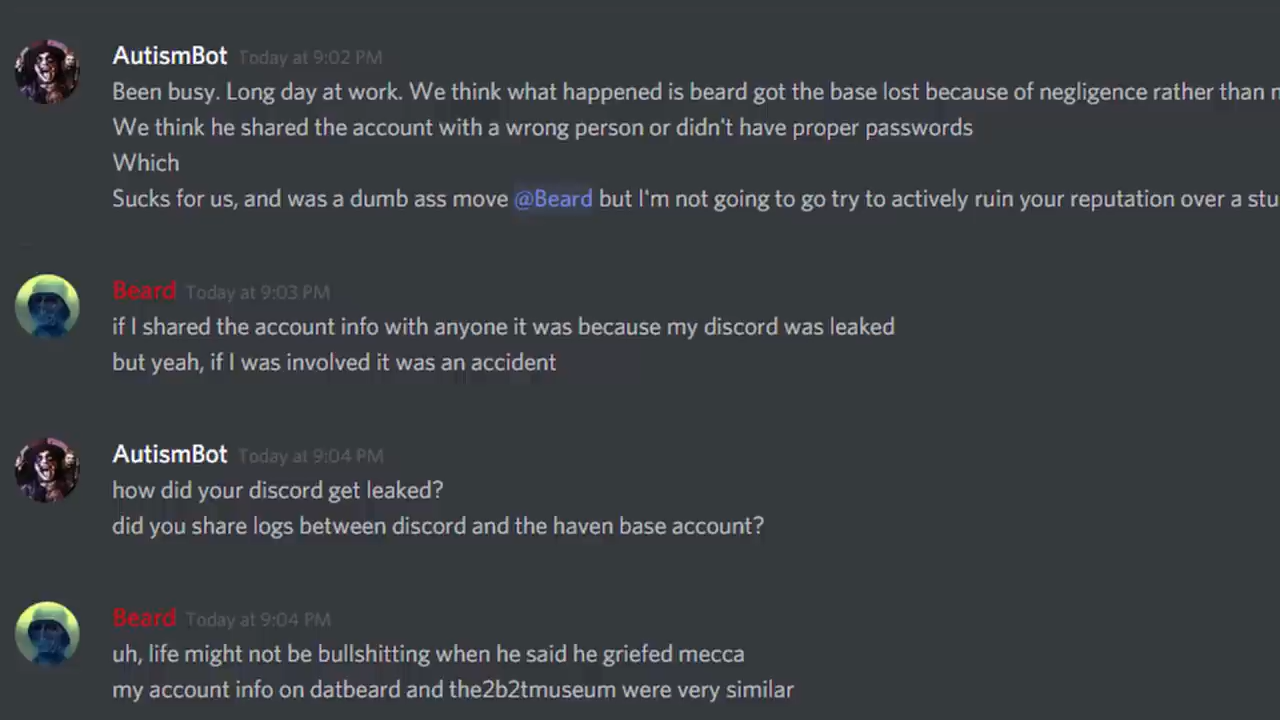 AutismBot Today at 9:02 PM
Been busy. Long day at work. We think what happened is beard got the base lost because of negligence rather than
We think he shared the account with a wrong person or didn't have proper passwords
Which
Sucks for us, and was a dumb ass move @Beard but I'm not going to go try to actively ruin your reputation over a
Beard Today at 9:03 PM
if I shared the account info with anyone it was because my discord was leaked
but yeah, if I was involved it was an accident
AutismBot Today at 9:04 PM
how did your discord get leaked?
did you share logs between discord and the haven base account?
Beard Today at 9:04 PM
uh, life might not be bullshitting when he said he griefed mecca
my account info on datbeard and the2b2tmuseum were very similar